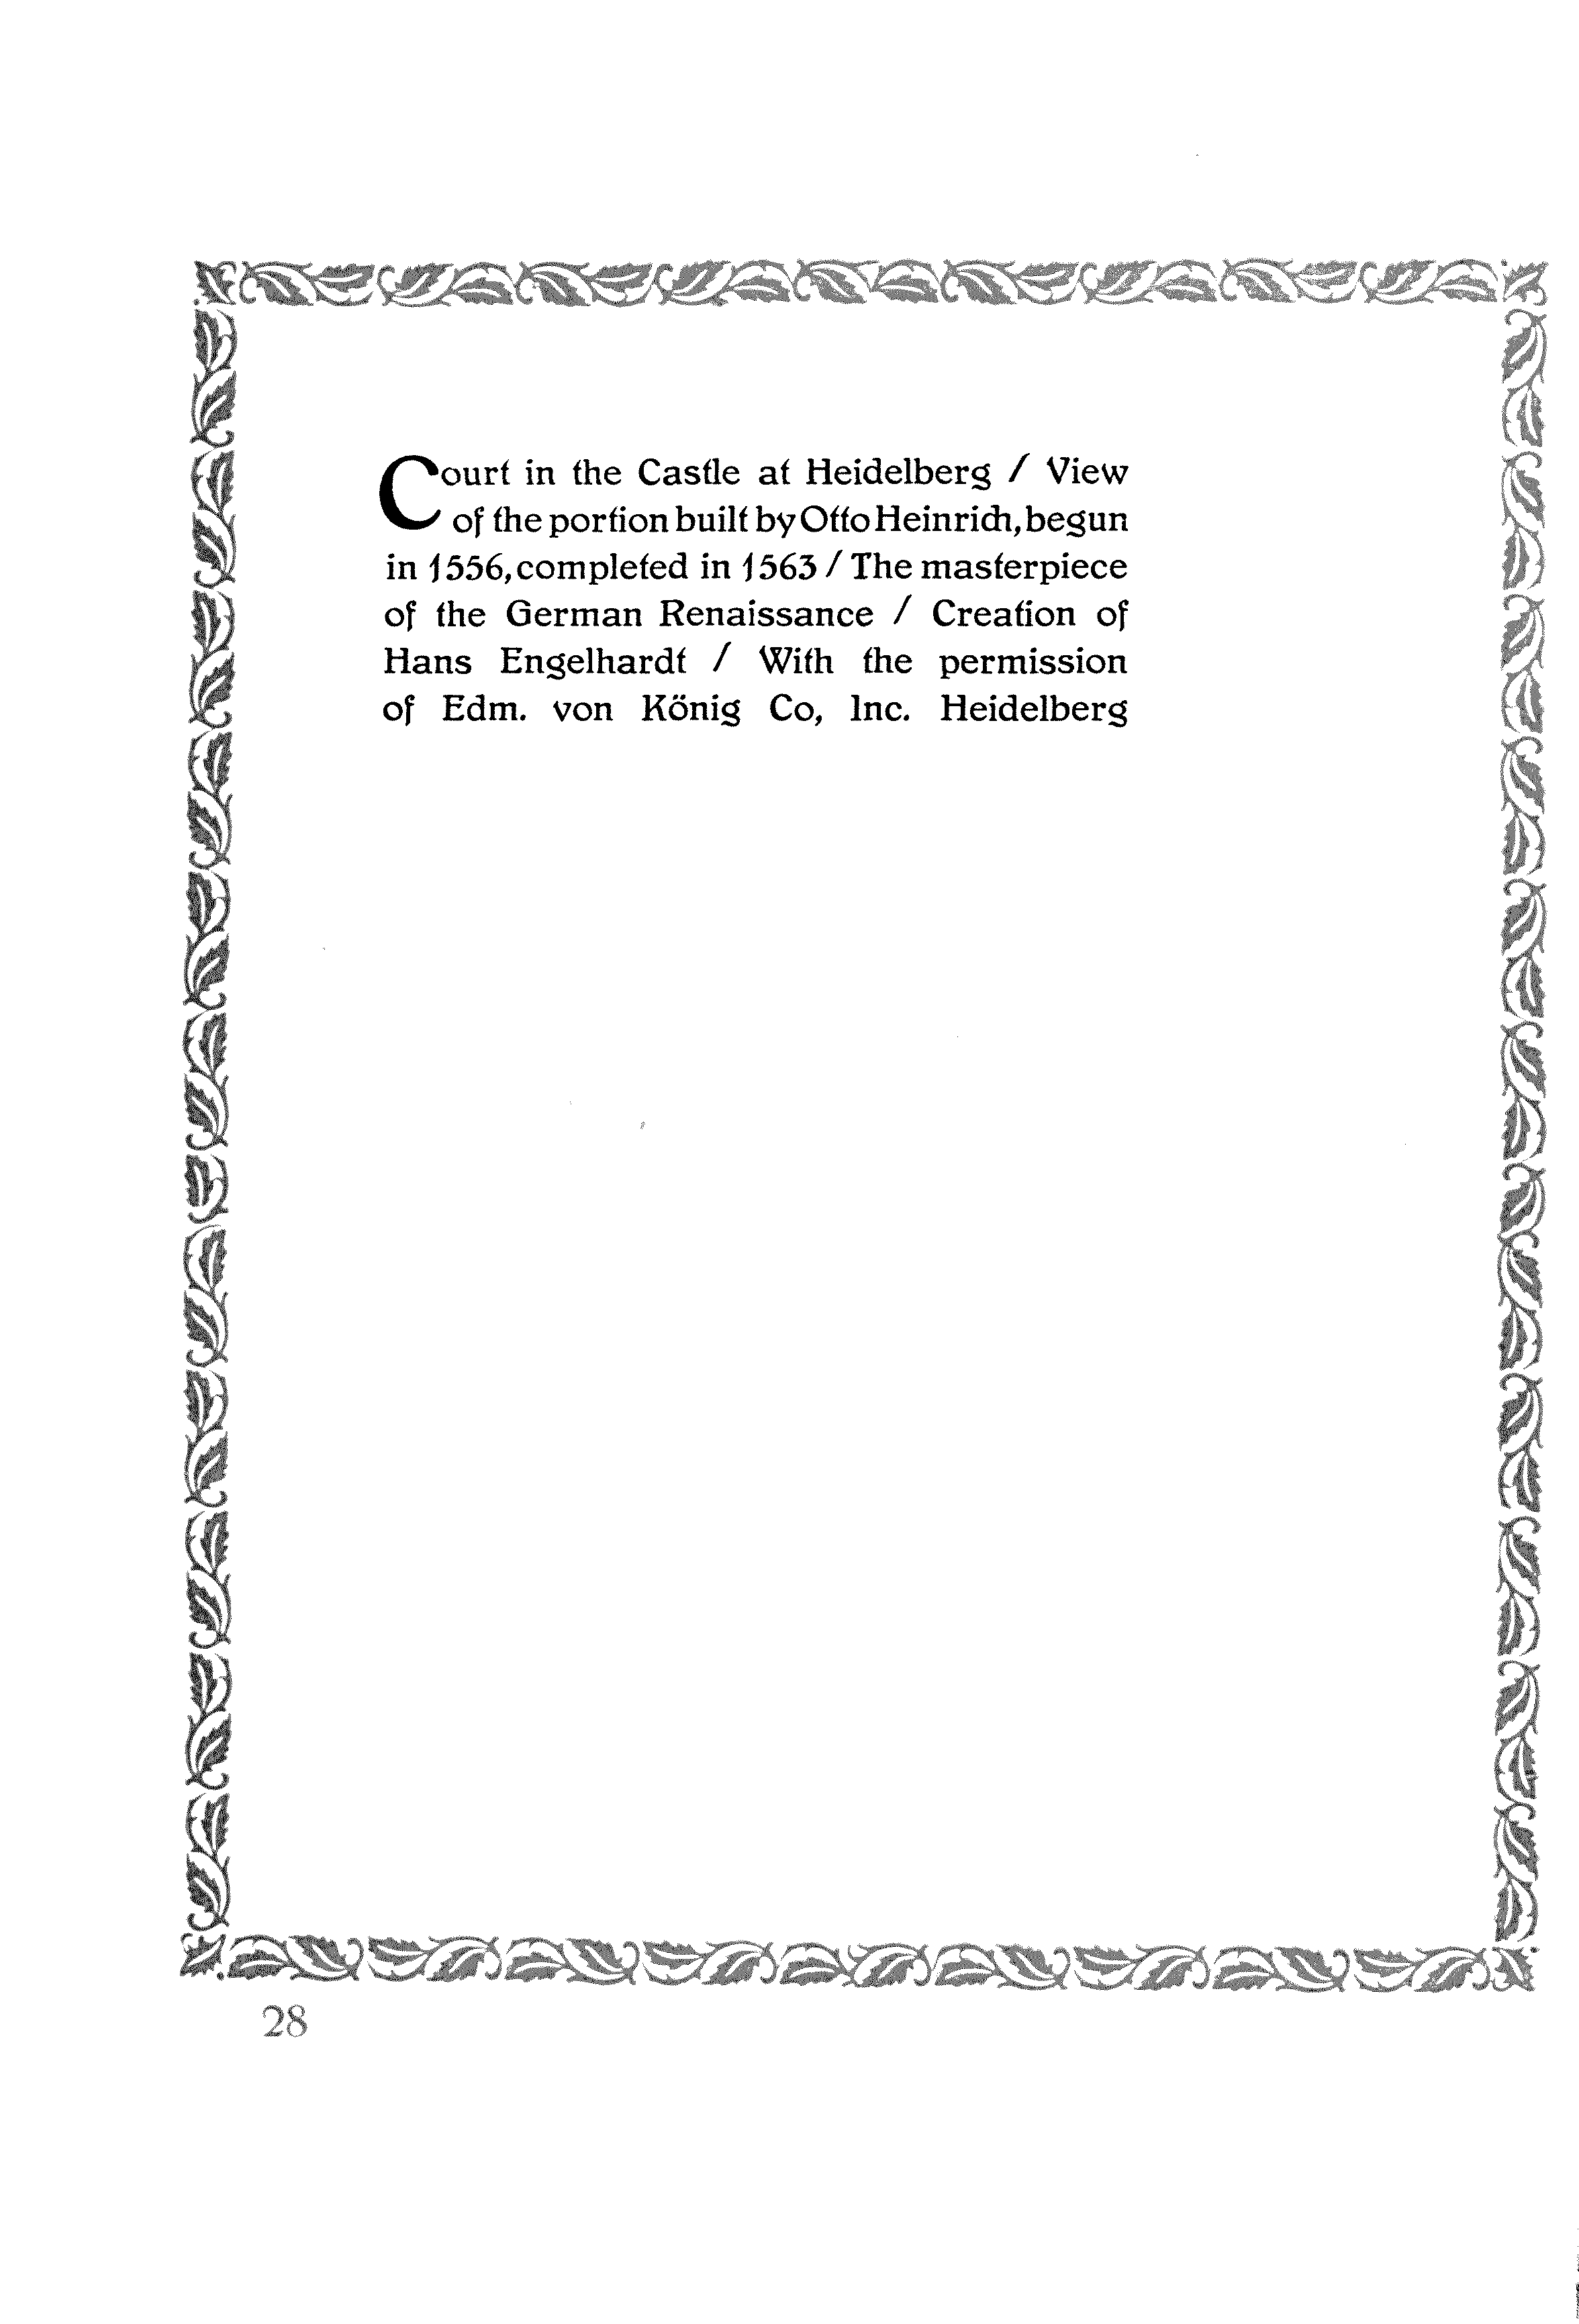 Court in the Castle at Heidelberg / View
of the portion built by Otto Heinrich, begun
in 1556, completed in 1563 / The masterpiece
of the German Renaissance / Creation of
Hans Engelhardt / With the permission
of Edm. von König Co, Inc. Heidelberg
28